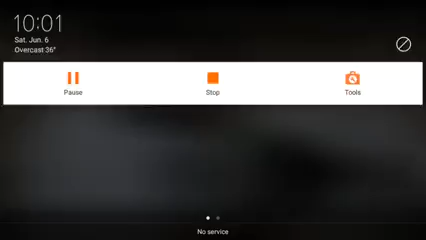 10:01
Sat. Jun. 6
Overcast 36°
Pause
Stop
Tools
No service